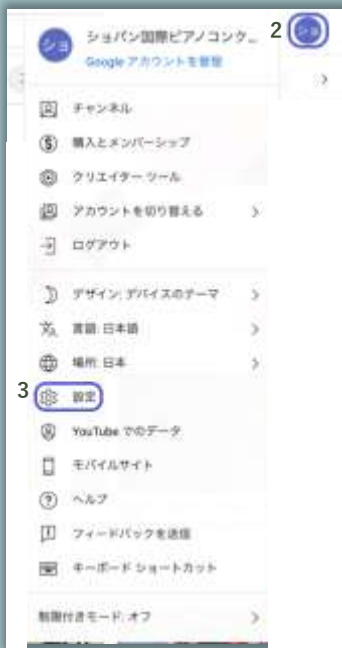 ショ
ショパン国際ピアノコンク...
Google アカウントを管理
2
ショ
チャンネル
購入とメンバーシップ
クリエイター ツール
アカウントを切り替える
ログアウト
デザイン: デバイスのテーマ
言語: 日本語
場所: 日本
3
設定
YouTube でのデータ
モバイルサイト
ヘルプ
フィードバックを送信
キーボード ショートカット
制限付きモード: オフ